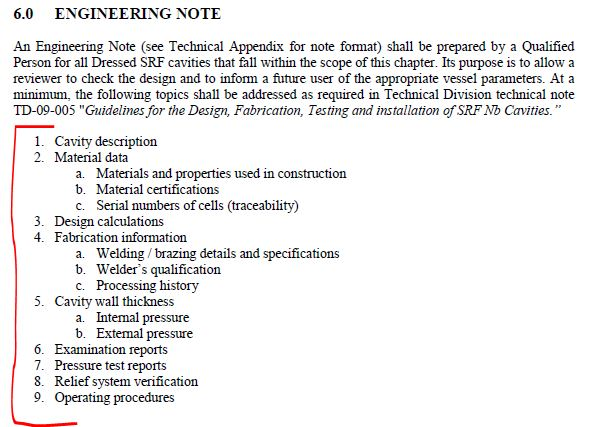 6.0 ENGINEERING NOTE
An Engineering Note (see Technical Appendix for note format) shall be prepared by a Qualified
Person for all Dressed SRF cavities that fall within the scope of this chapter. Its purpose is to allow a
reviewer to check the design and to inform a future user of the appropriate vessel parameters. At a
minimum, the following topics shall be addressed as required in Technical Division technical note
TD-09-005 "Guidelines for the Design, Fabrication, Testing and installation of SRF Nb Cavities."
1. Cavity description
2. Material data
a. Materials and properties used in construction
b. Material certifications
c. Serial numbers of cells (traceability)
3. Design calculations
4. Fabrication information
a. Welding / brazing details and specifications
b. Welder's qualification
c. Processing history
5. Cavity wall thickness
a. Internal pressure
b. External pressure
6. Examination reports
7. Pressure test reports
8. Relief system verification
9. Operating procedures